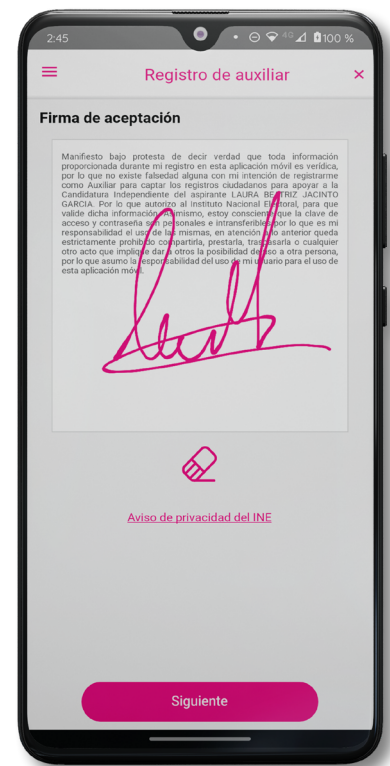 2:45 4G 100 %
Registro de auxiliar ×
Firma de aceptación
Manifiesto bajo protesta de decir verdad que toda información
proporcionada durante mi registro en esta aplicación móvil es verídica,
por lo que no existe falsedad alguna con mi intención de registrarme
como Auxiliar para captar los registros ciudadanos para apoyar a la
Candidatura Independiente del aspirante LAURA BEATRIZ JACINTO
GARCIA. Por lo que autorizo al Instituto Nacional Electoral, para que
valide dicha información. Asimismo, estoy consciente que la clave de
acceso y contraseña son personales e intransferibles por lo que es mi
responsabilidad el uso de las mismas, en atención a lo anterior queda
estrictamente prohibido compartirla, prestarla, traspasarla o cualquier
otro acto que implique dar a otros la posibilidad de uso a otra persona,
por lo que asumo la responsabilidad del uso de mi usuario para el uso de
esta aplicación móvil.
Aviso de privacidad del INE
Siguiente